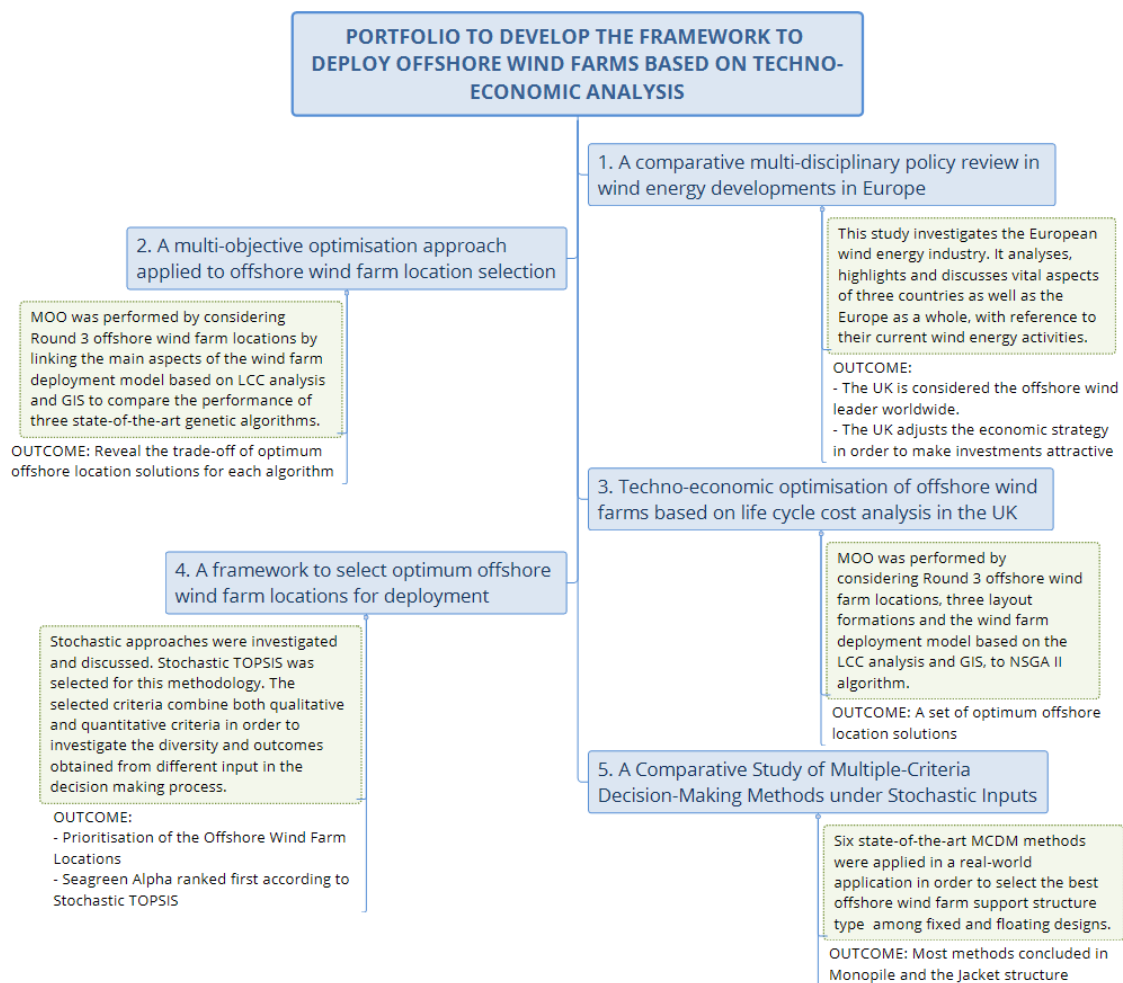 PORTFOLIO TO DEVELOP THE FRAMEWORK TO
DEPLOY OFFSHORE WIND FARMS BASED ON TECHNO-
ECONOMIC ANALYSIS
1. A comparative multi-disciplinary policy review in
wind energy developments in Europe
This study investigates the European
wind energy industry. It analyses,
highlights and discusses vital aspects
of three countries as well as the
Europe as a whole, with reference to
their current wind energy activities.
OUTCOME:
- The UK is considered the offshore wind
leader worldwide.
- The UK adjusts the economic strategy
in order to make investments attractive
2. A multi-objective optimisation approach
applied to offshore wind farm location selection
MOO was performed by considering
Round 3 offshore wind farm locations by
linking the main aspects of the wind farm
deployment model based on LCC analysis
and GIS to compare the performance of
three state-of-the-art genetic algorithms.
OUTCOME: Reveal the trade-off of optimum
offshore location solutions for each algorithm
3. Techno-economic optimisation of offshore wind
farms based on life cycle cost analysis in the UK
MOO was performed by
considering Round 3 offshore wind
farm locations, three layout
formations and the wind farm
deployment model based on the
LCC analysis and GIS, to NSGA II
algorithm.
OUTCOME: A set of optimum offshore
location solutions
4. A framework to select optimum offshore
wind farm locations for deployment
Stochastic approaches were investigated
and discussed. Stochastic TOPSIS was
selected for this methodology. The
selected criteria combine both qualitative
and quantitative criteria in order to
investigate the diversity and outcomes
obtained from different input in the
decision making process.
OUTCOME:
- Prioritisation of the Offshore Wind Farm
Locations
- Seagreen Alpha ranked first according to
Stochastic TOPSIS
5. A Comparative Study of Multiple-Criteria
Decision-Making Methods under Stochastic Inputs
Six state-of-the-art MCDM methods
were applied in a real-world
application in order to select the best
offshore wind farm support structure
type among fixed and floating designs.
OUTCOME: Most methods concluded in
Monopile and the Jacket structure